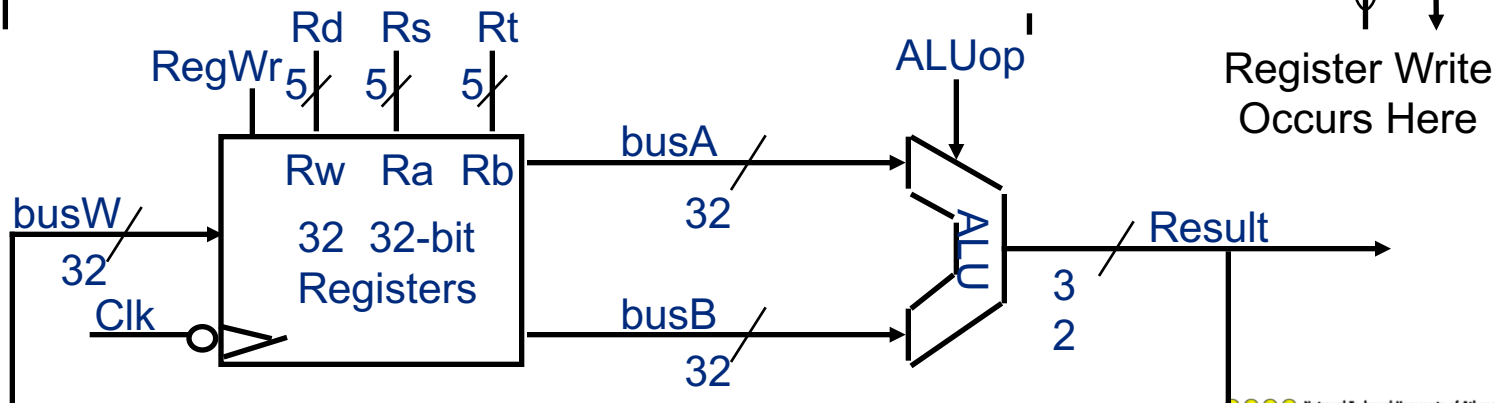 Rd Rs Rt
RegWr 5 5 5
ALUop
Register Write
Occurs Here
busA
32
Rw Ra Rb
busW
32
32 32-bit
Registers
ALU
Result
3
2
Clk
busB
32